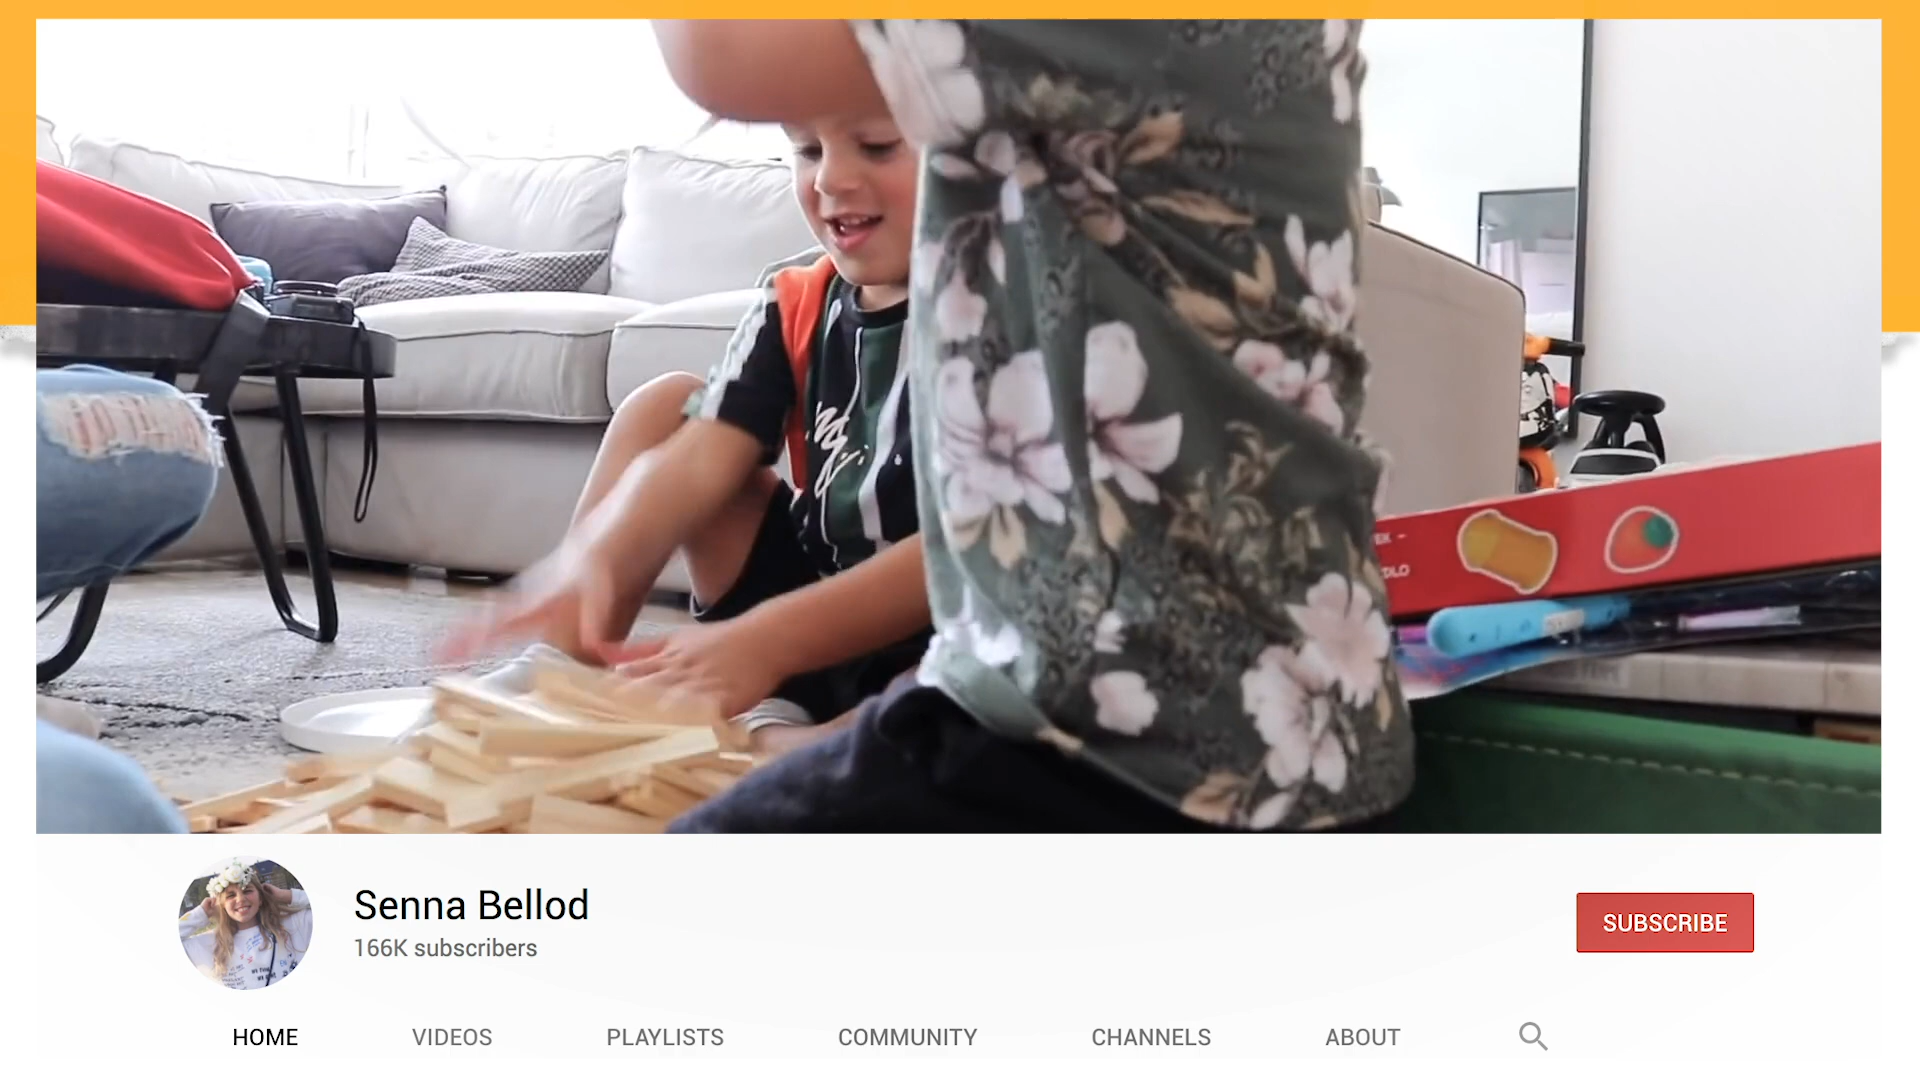 Senna Bellod
166K subscribers
SUBSCRIBE
HOME VIDEOS PLAYLISTS COMMUNITY CHANNELS ABOUT